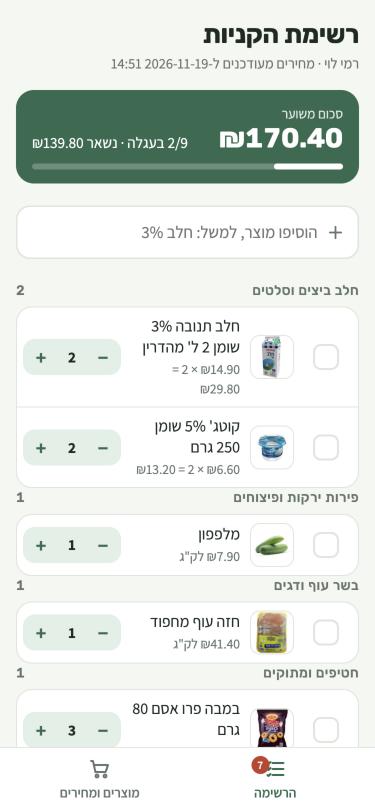 רשימת הקניות
רמי לוי · מחירים מעודכנים ל-2026-11-19 14:51
סכום משוער
₪170.40
2/9 בעגלה · נשאר ₪139.80
הוסיפו מוצר, למשל: חלב 3%
חלב ביצים וסלטים 2
חלב תנובה 3%
שומן 2 ל' מהדרין
₪14.90 × 2 =
₪29.80
− 2 +
קוטג' 5% שומן
250 גרם
₪6.60 × 2 = ₪13.20
− 2 +
פירות ירקות ופיצוחים 1
מלפפון
₪7.90 לק"ג
− 1 +
בשר עוף ודגים 1
חזה עוף מחפוד
₪41.40 לק"ג
− 1 +
חטיפים ומתוקים 1
במבה פרו אסם 80
גרם
− 3 +
7
הרשימה
מוצרים ומחירים